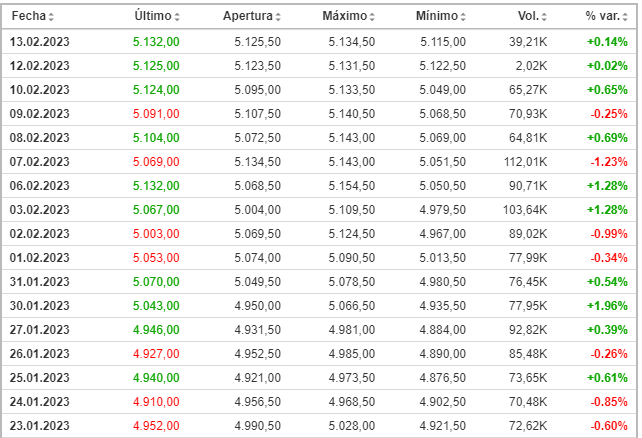 Fecha Último Apertura Máximo Mínimo Vol. % var.
13.02.2023 5.132,00 5.125,50 5.134,50 5.115,00 39,21K +0.14%
12.02.2023 5.125,00 5.123,50 5.131,50 5.122,50 2,02K +0.02%
10.02.2023 5.124,00 5.095,00 5.133,50 5.049,00 65,27K +0.65%
09.02.2023 5.091,00 5.107,50 5.140,50 5.068,50 70,93K -0.25%
08.02.2023 5.104,00 5.072,50 5.143,00 5.069,00 64,81K +0.69%
07.02.2023 5.069,00 5.134,50 5.143,00 5.051,50 112,01K -1.23%
06.02.2023 5.132,00 5.068,50 5.154,50 5.050,50 90,71K +1.28%
03.02.2023 5.067,00 5.004,00 5.109,50 4.979,50 103,64K +1.28%
02.02.2023 5.003,00 5.069,50 5.124,50 4.967,00 89,02K -0.99%
01.02.2023 5.053,00 5.074,00 5.090,50 5.013,50 77,99K -0.34%
31.01.2023 5.070,00 5.049,50 5.078,50 4.980,50 76,45K +0.54%
30.01.2023 5.043,00 4.950,00 5.066,50 4.935,50 77,95K +1.96%
27.01.2023 4.946,00 4.931,50 4.981,00 4.884,00 92,82K +0.39%
26.01.2023 4.927,00 4.952,50 4.985,00 4.890,00 85,48K -0.26%
25.01.2023 4.940,00 4.921,00 4.973,50 4.876,50 73,65K +0.61%
24.01.2023 4.910,00 4.956,50 4.968,50 4.902,50 70,48K -0.85%
23.01.2023 4.952,00 4.990,50 5.028,00 4.921,50 72,62K -0.60%